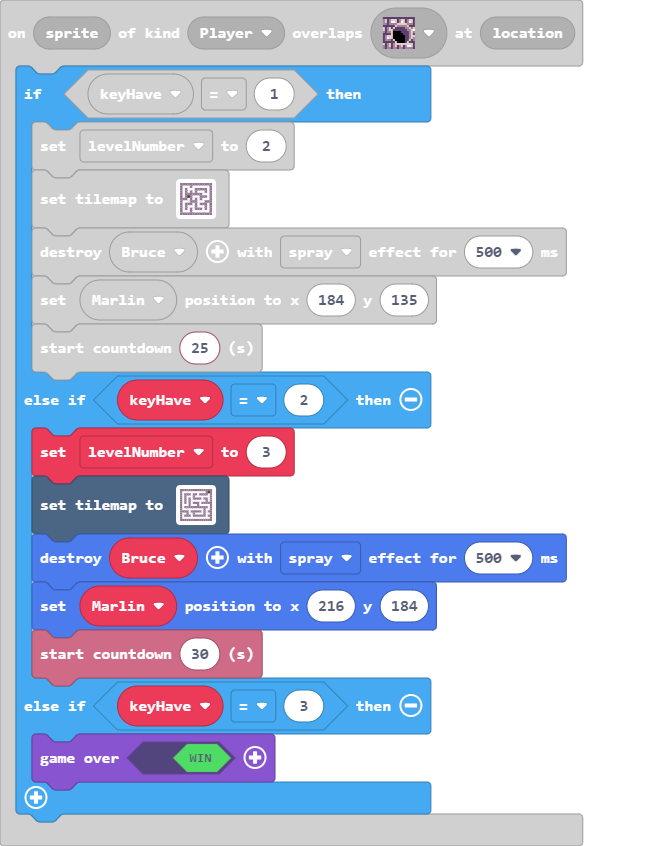 on sprite of kind Player overlaps at location
if keyHave = 1 then
set levelNumber to 2
set tilemap to
destroy Bruce with spray effect for 500 ms
set Marlin position to x 184 y 135
start countdown 25 (s)
else if keyHave = 2 then
set levelNumber to 3
set tilemap to
destroy Bruce with spray effect for 500 ms
set Marlin position to x 216 y 184
start countdown 30 (s)
else if keyHave = 3 then
game over WIN